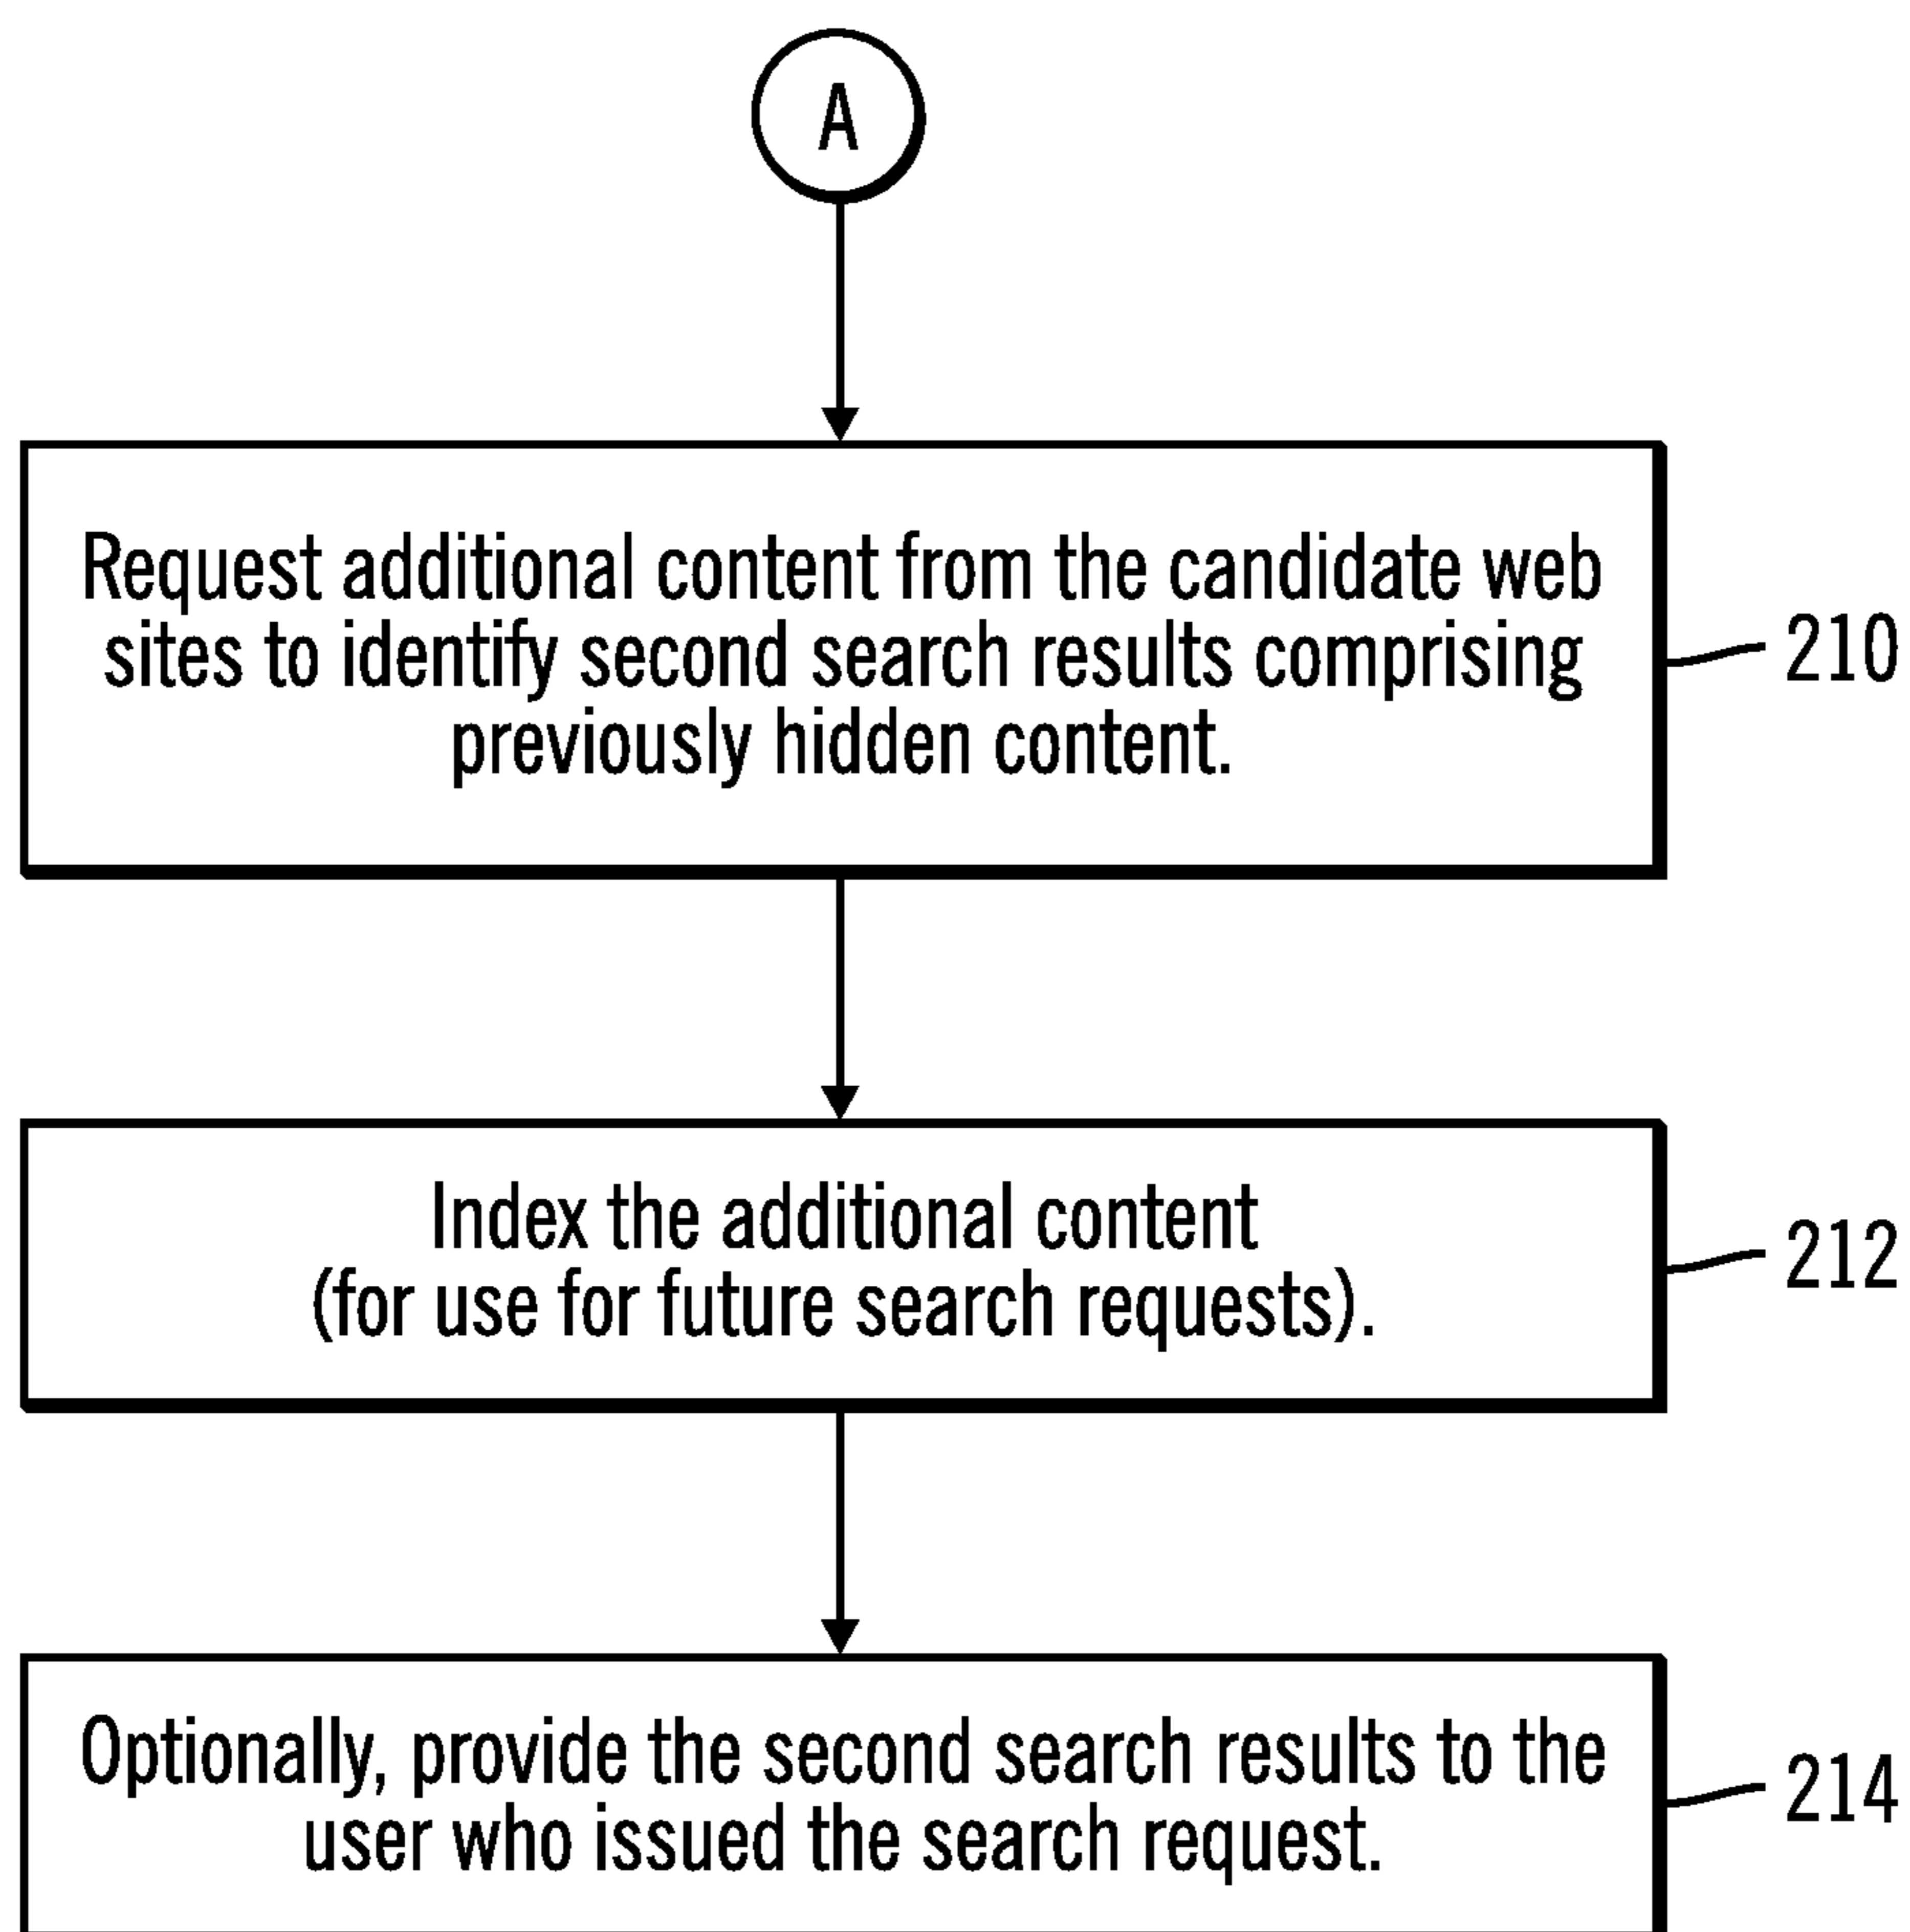 A
Request additional content from the candidate web
sites to identify second search results comprising
previously hidden content.
210
Index the additional content
(for use for future search requests).
212
Optionally, provide the second search results to the
user who issued the search request.
214